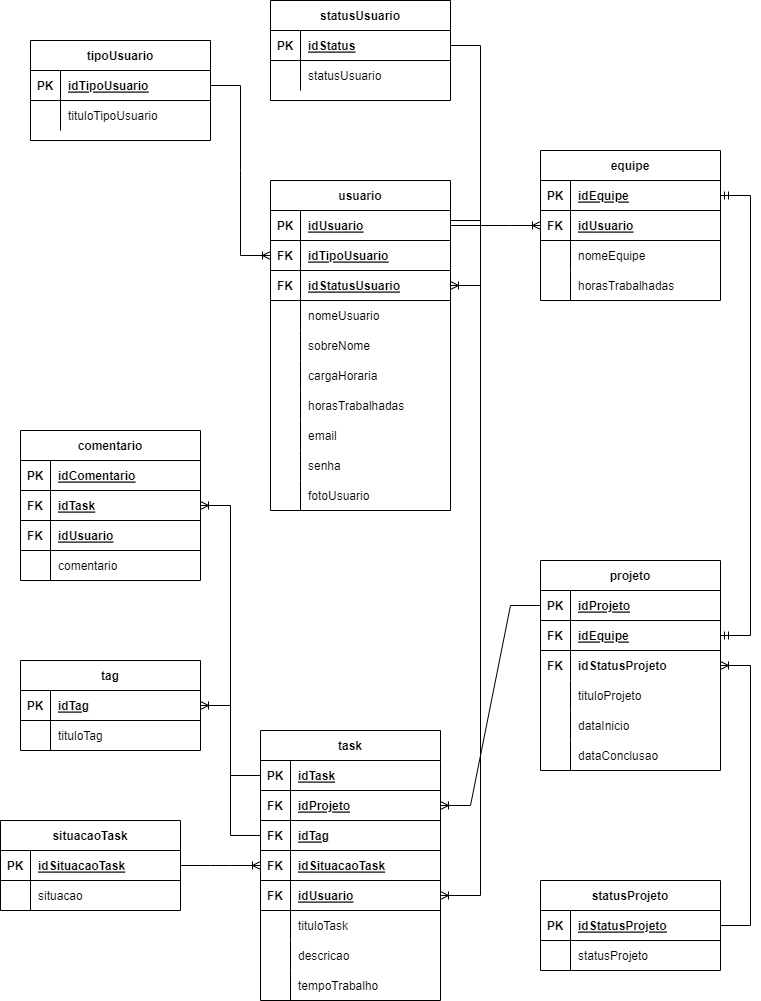 statusUsuario
PK idStatus
statusUsuario
tipoUsuario
PK idTipoUsuario
tituloTipoUsuario
equipe
PK idEquipe
FK idUsuario
nomeEquipe
horasTrabalhadas
usuario
PK idUsuario
FK idTipoUsuario
FK idStatusUsuario
nomeUsuario
sobreNome
cargaHoraria
horasTrabalhadas
email
senha
fotoUsuario
comentario
PK idComentario
FK idTask
FK idUsuario
comentario
projeto
PK idProjeto
FK idEquipe
FK idStatusProjeto
tituloProjeto
dataInicio
dataConclusao
tag
PK idTag
tituloTag
task
PK idTask
FK idProjeto
FK idTag
FK idSituacaoTask
FK idUsuario
tituloTask
descricao
tempoTrabalho
situacaoTask
PK idSituacaoTask
situacao
statusProjeto
PK idStatusProjeto
statusProjeto